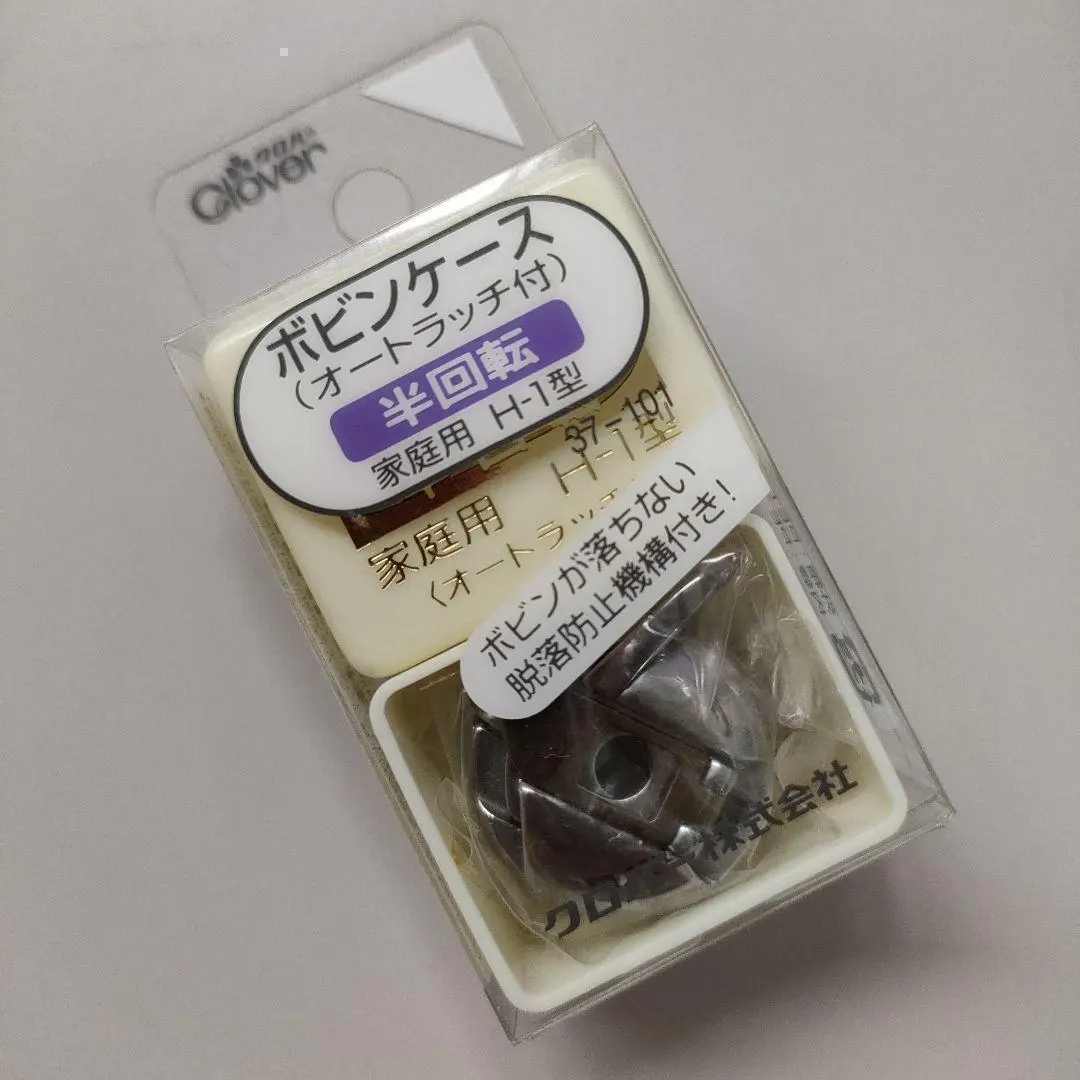 クロバー
Clover
ボビンケース
(オートラッチ付)
半回転
家庭用 H-1型
37-101
家庭用 H-1型
〈オートラッチ
ボビンが落ちない
脱落防止機構付き!
株式会社